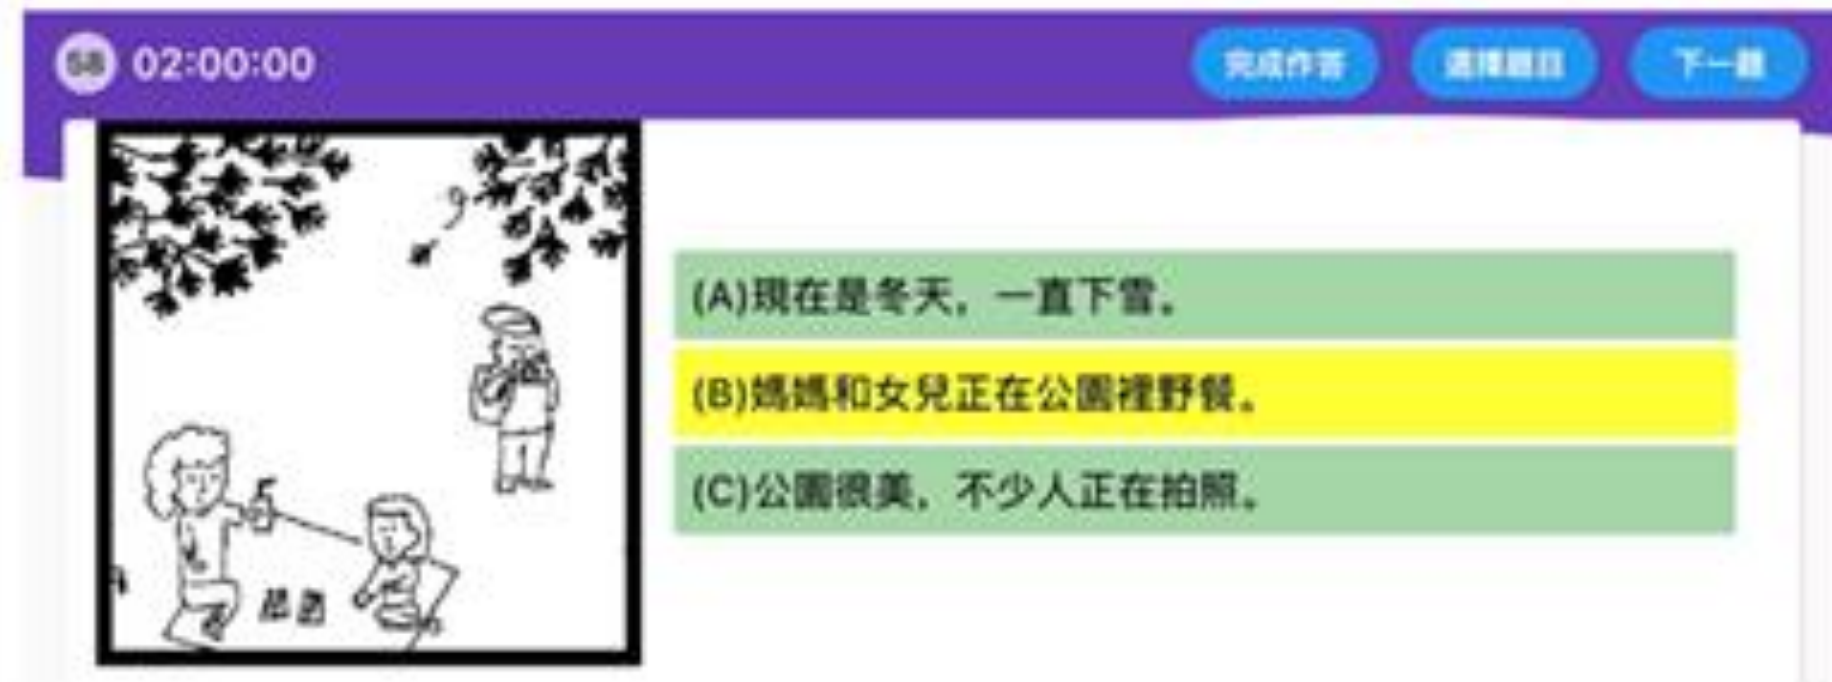 58 02:00:00 完成作答 選擇題目 下一題
(A)現在是冬天，一直下雪。
(B)媽媽和女兒正在公園裡野餐。
(C)公園很美，不少人正在拍照。